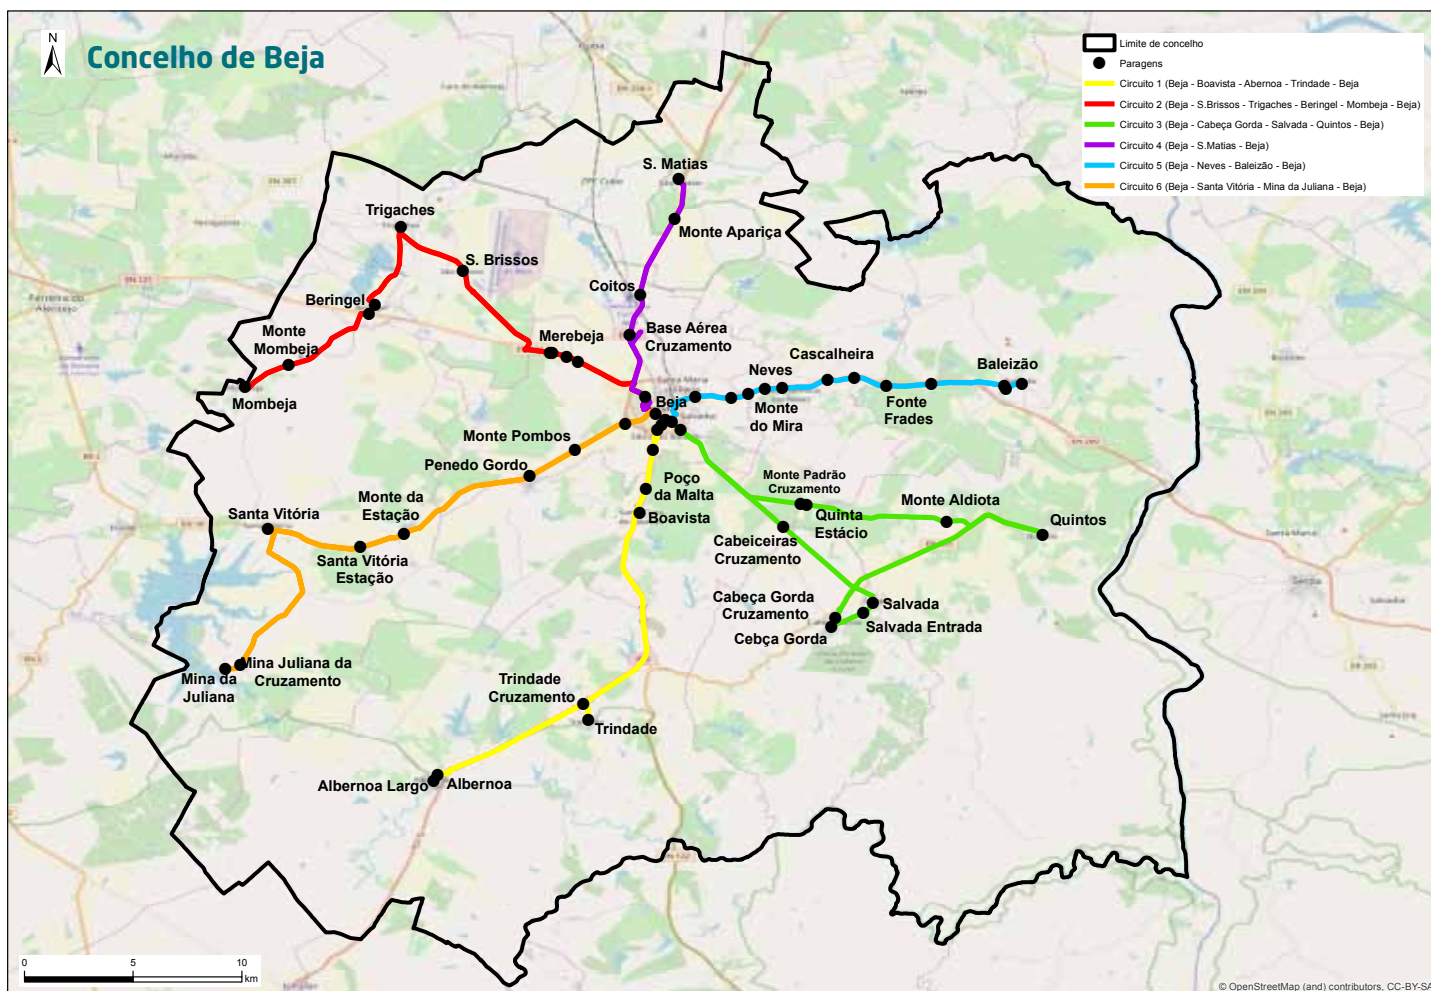 N
Concelho de Beja
Limite de concelho
Paragens
Circuito 1 (Beja - Boavista - Abernoa - Trindade - Beja
Circuito 2 (Beja - S.Brissos - Trigaches - Beringel - Mombeja - Beja)
Circuito 3 (Beja - Cabeça Gorda - Salvada - Quintos - Beja)
Circuito 4 (Beja - S.Matias - Beja)
Circuito 5 (Beja - Neves - Baleizão - Beja)
Circuito 6 (Beja - Santa Vitória - Mina da Juliana - Beja)
S. Matias
Trigaches
Monte Apariça
S. Brissos
Coitos
Beringel
Monte
Mombeja
Merebeja
Base Aérea
Cruzamento
Cascalheira
Neves
Baleizão
Mombeja
Beja
Monte
do Mira
Fonte
Frades
Monte Pombos
Penedo Gordo
Poço
da Malta
Monte Padrão
Cruzamento
Monte da
Estação
Monte Aldiota
Santa Vitória
Boavista
Quinta
Estácio
Quintos
Santa Vitória
Estação
Cabeiceiras
Cruzamento
Cabeça Gorda
Cruzamento
Salvada
Cebça Gorda
Salvada Entrada
Mina Juliana da
Cruzamento
Mina da
Juliana
Trindade
Cruzamento
Trindade
Albernoa Largo
Albernoa
0 5 10
km
© OpenStreetMap (and) contributors, CC-BY-SA